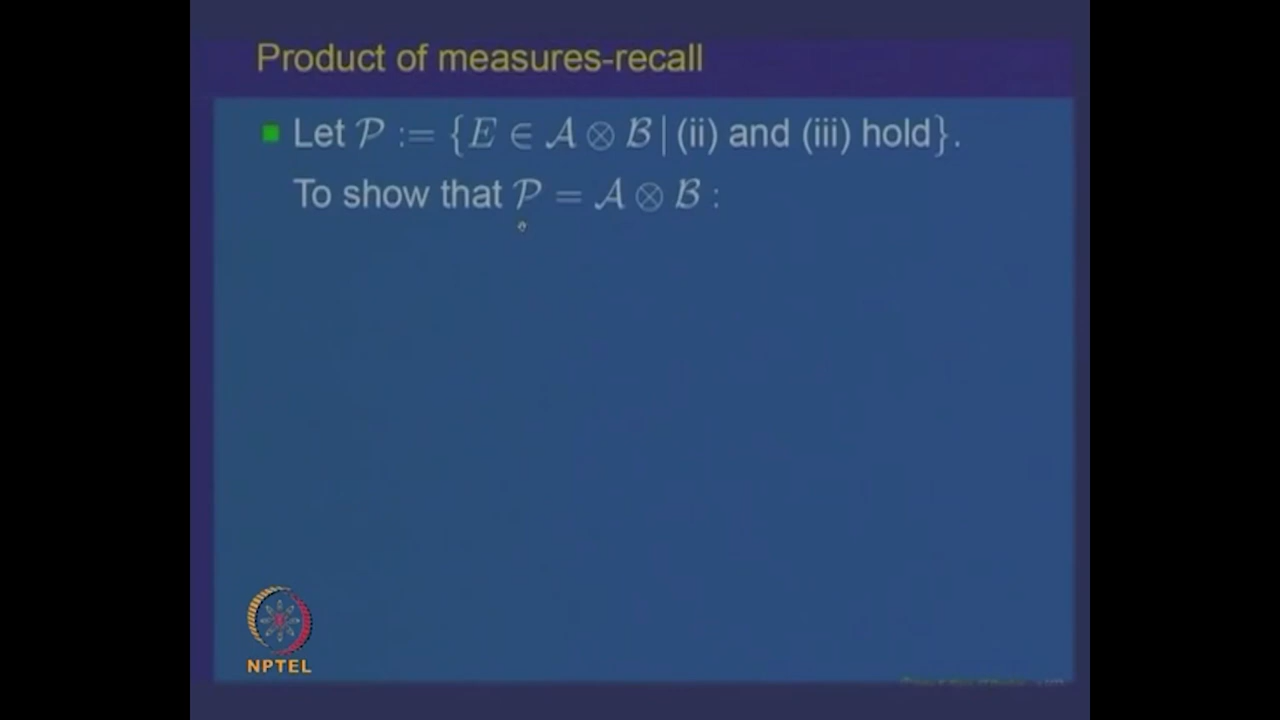 Product of measures-recall
Let 𝒫 := {E ∈ 𝒜 ⊗ ℬ | (ii) and (iii) hold}.
To show that 𝒫 = 𝒜 ⊗ ℬ :
NPTEL